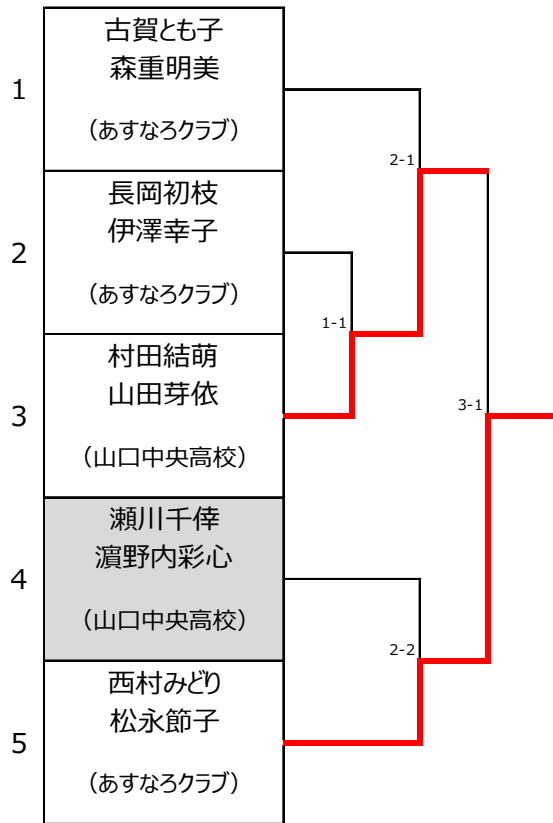 1
古賀とも子
森重明美
（あすなろクラブ）
2
長岡初枝
伊澤幸子
（あすなろクラブ）
3
村田結萌
山田芽依
（山口中央高校）
4
瀬川千倖
濵野内彩心
（山口中央高校）
5
西村みどり
松永節子
（あすなろクラブ）
2-1
1-1
3-1
2-2